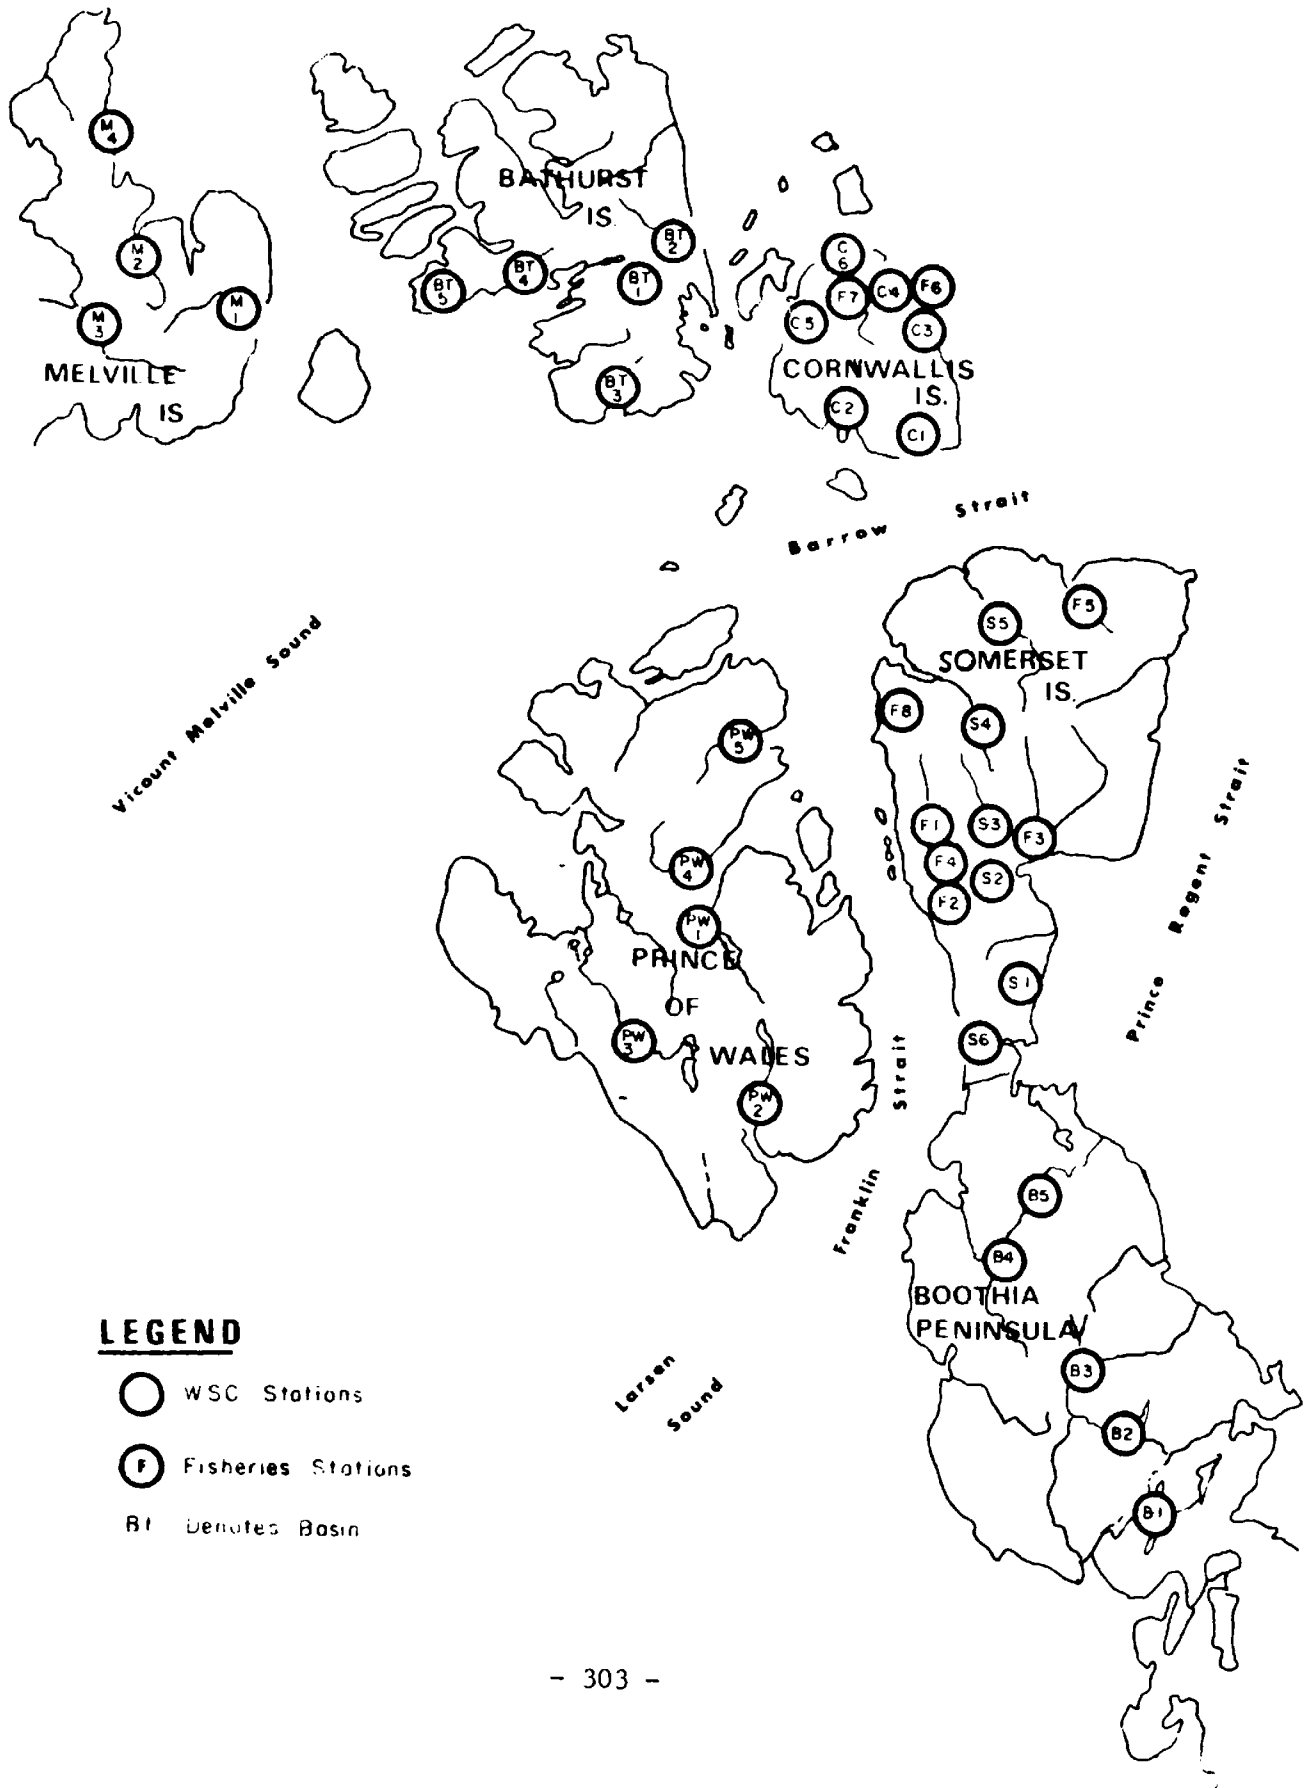 M 4
BATHURST
IS.
M 2
BT 2
BT 4
BT 1
BT 5
M 1
M 3
C 6
F7
C4
F6
C5
C3
MELVILLE
IS
BT 3
CORNWALLIS
IS.
C2
C1
Barrow Strait
Vicount Melville Sound
F5
S5
SOMERSET
IS.
F8
S4
PW 5
F1
S3
F3
F4
S2
F2
PW 4
PW 1
PRINCE
OF
WALES
PW 3
PW 2
S1
S6
Prince Regent Strait
Franklin Strait
B5
B4
BOOTHIA
PENINSULA
B3
B2
B1
Larsen
Sound
LEGEND
WSC Stations
F Fisheries Stations
Bt Denotes Basin
- 303 -